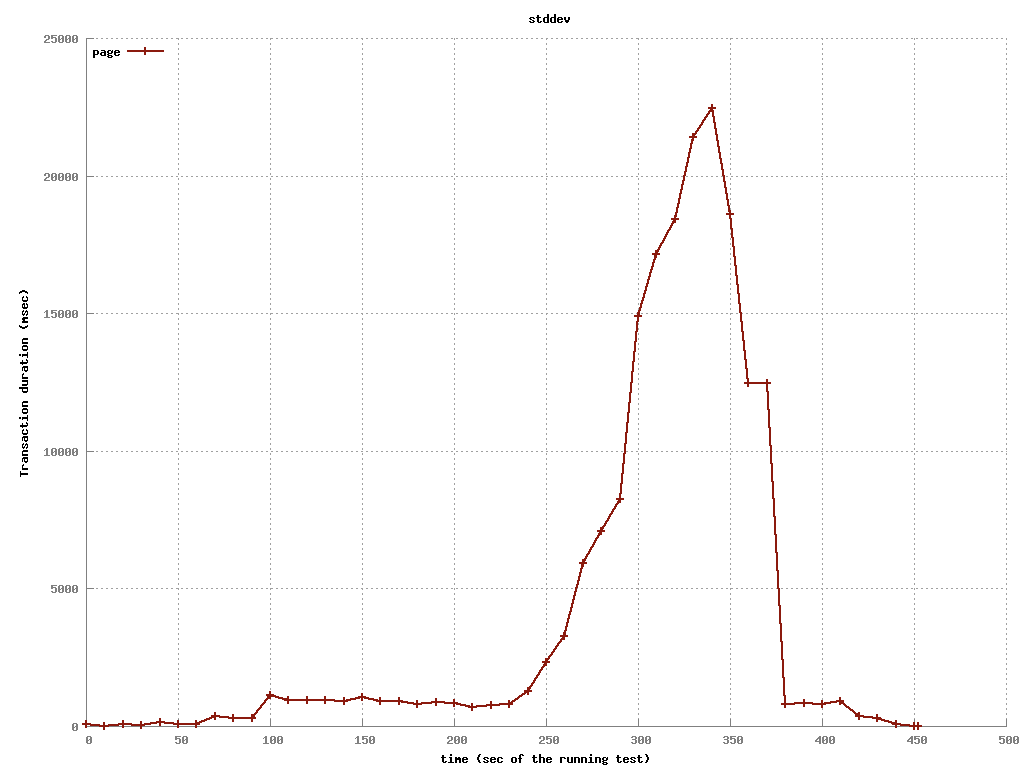 stddev
page
25000
20000
15000
10000
5000
0
Transaction duration (msec)
0 50 100 150 200 250 300 350 400 450 500
time (sec of the running test)